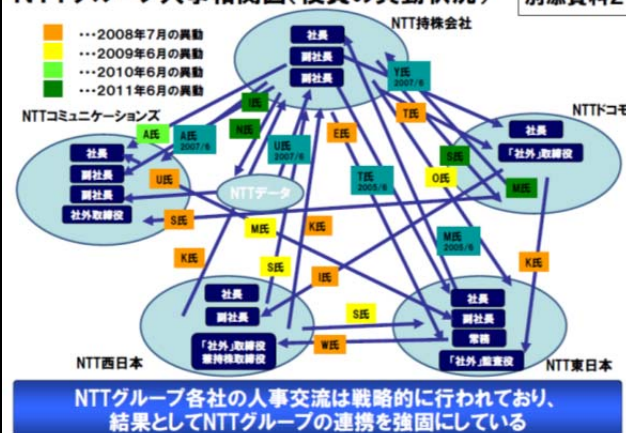 NTTグループ人事相関図(役員の異動状況)
別添資料2
…2008年7月の異動
…2009年6月の異動
…2010年6月の異動
…2011年6月の異動
NTT持株会社
社長
副社長
副社長
NTTコミュニケーションズ
社長
副社長
副社長
社外取締役
NTTドコモ
社長
「社外」取締役
NTTデータ
A氏
A氏
2007/6
I氏
N氏
U氏
2007/6
E氏
Y氏
2007/6
T氏
T氏
2005/6
S氏
O氏
M氏
U氏
S氏
M氏
K氏
M氏
2005/6
K氏
K氏
S氏
I氏
S氏
W氏
NTT西日本
社長
副社長
「社外」取締役
兼持株取締役
NTT東日本
社長
副社長
常務
「社外」監査役
NTTグループ各社の人事交流は戦略的に行われており、
結果としてNTTグループの連携を強固にしている